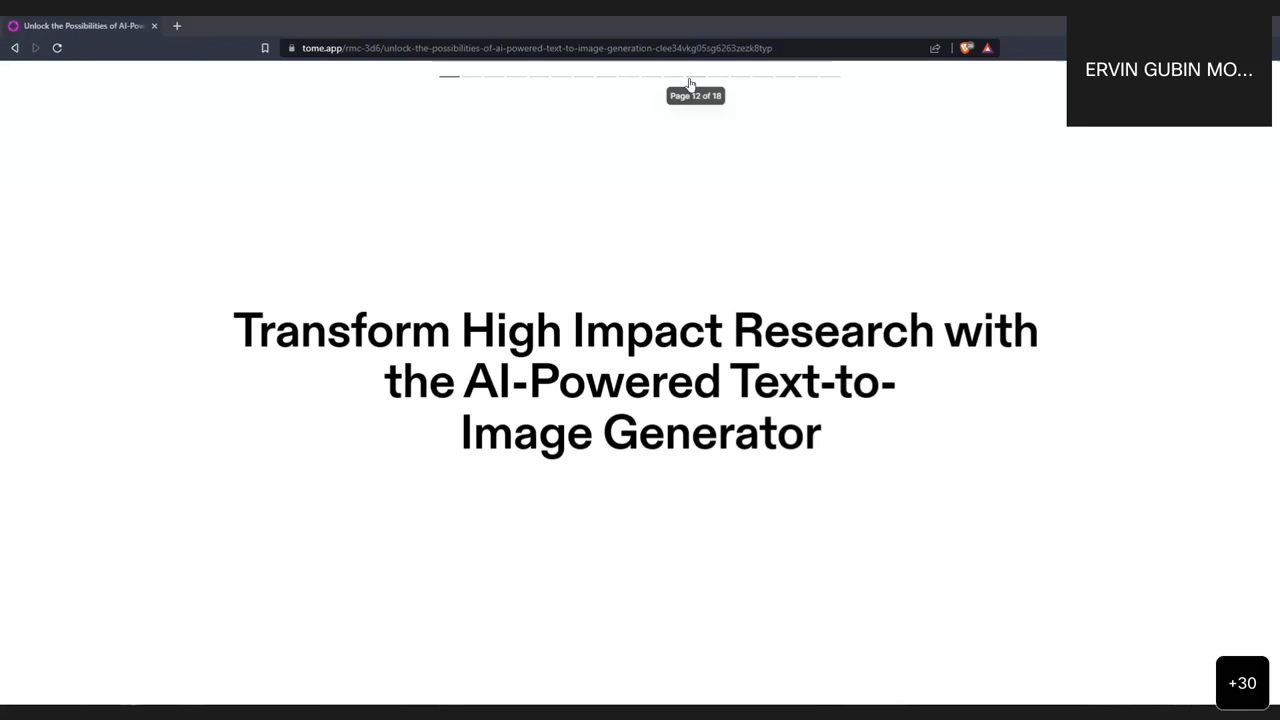 Unlock the Possibilities of AI-Pow
tome.app/rmc-3d6/unlock-the-possibilities-of-ai-powered-text-to-image-generation-clee34vkg05sg6263zezk8typ
ERVIN GUBIN MO...
Page 12 of 18
Transform High Impact Research with
the AI-Powered Text-to-
Image Generator
+30